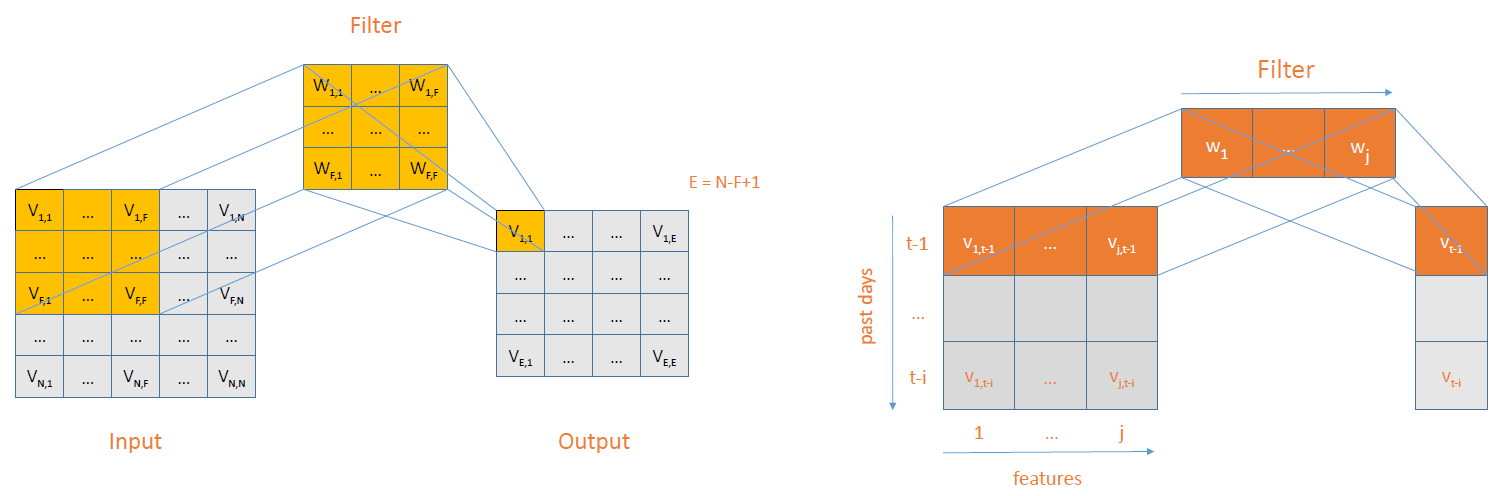 Filter
W1,1 ... W1,F
... ... ...
WF,1 ... WF,F
E = N-F+1
V1,1 ... V1,F ... V1,N
... ... ... ... ...
VF,1 ... VF,F ... VF,N
... ... ... ... ...
VN,1 ... VN,F ... VN,N
Input
V1,1 ... ... V1,E
... ... ... ...
... ... ... ...
VE,1 ... ... VE,E
Output
Filter
w1 ... wj
past days
t-1
...
t-i
v1,t-1 ... vj,t-1
v1,t-i ... vj,t-i
1 ... j
features
vt-1
vt-i